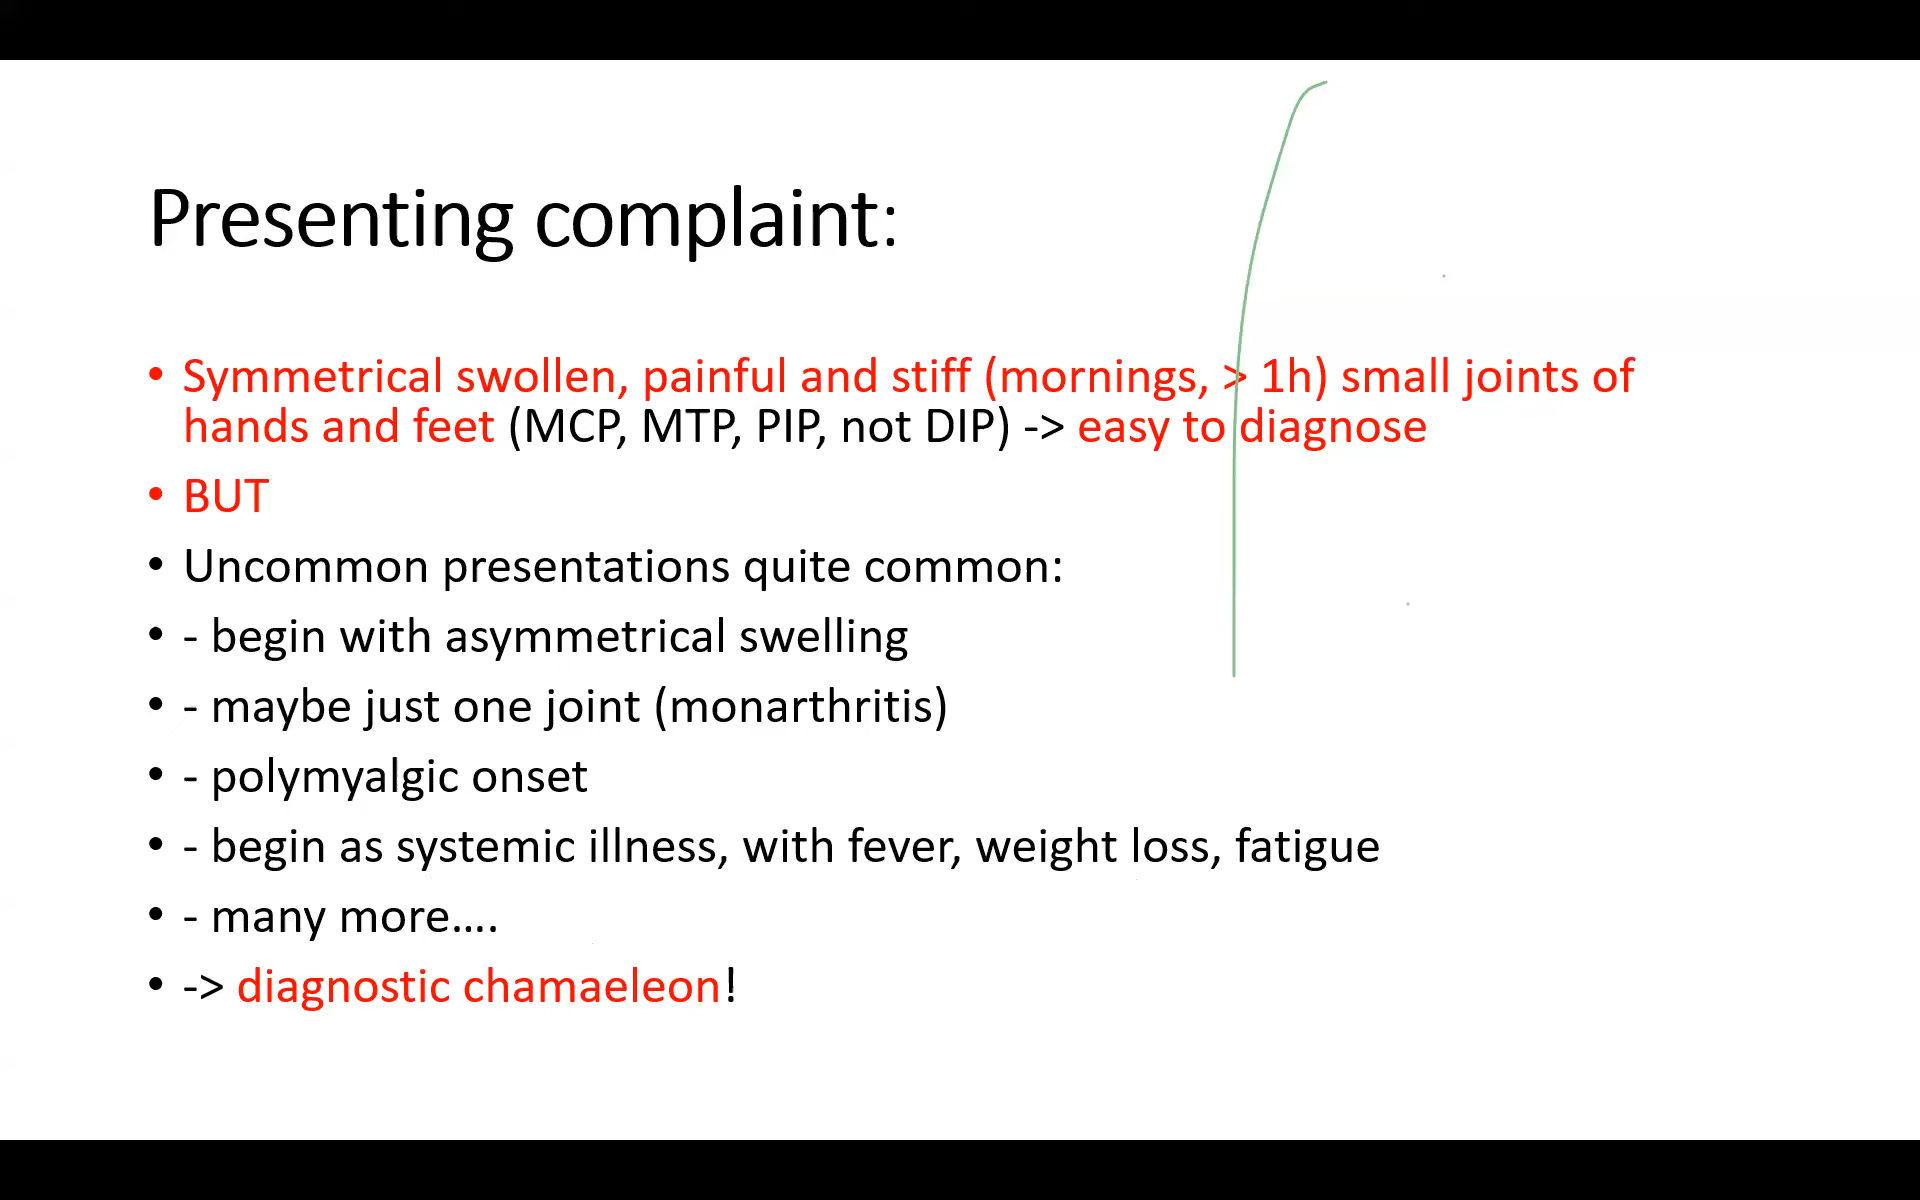 Presenting complaint:
• Symmetrical swollen, painful and stiff (mornings, > 1h) small joints of
hands and feet (MCP, MTP, PIP, not DIP) -> easy to diagnose
• BUT
• Uncommon presentations quite common:
• - begin with asymmetrical swelling
• - maybe just one joint (monarthritis)
• - polymyalgic onset
• - begin as systemic illness, with fever, weight loss, fatigue
• - many more....
• -> diagnostic chamaeleon!